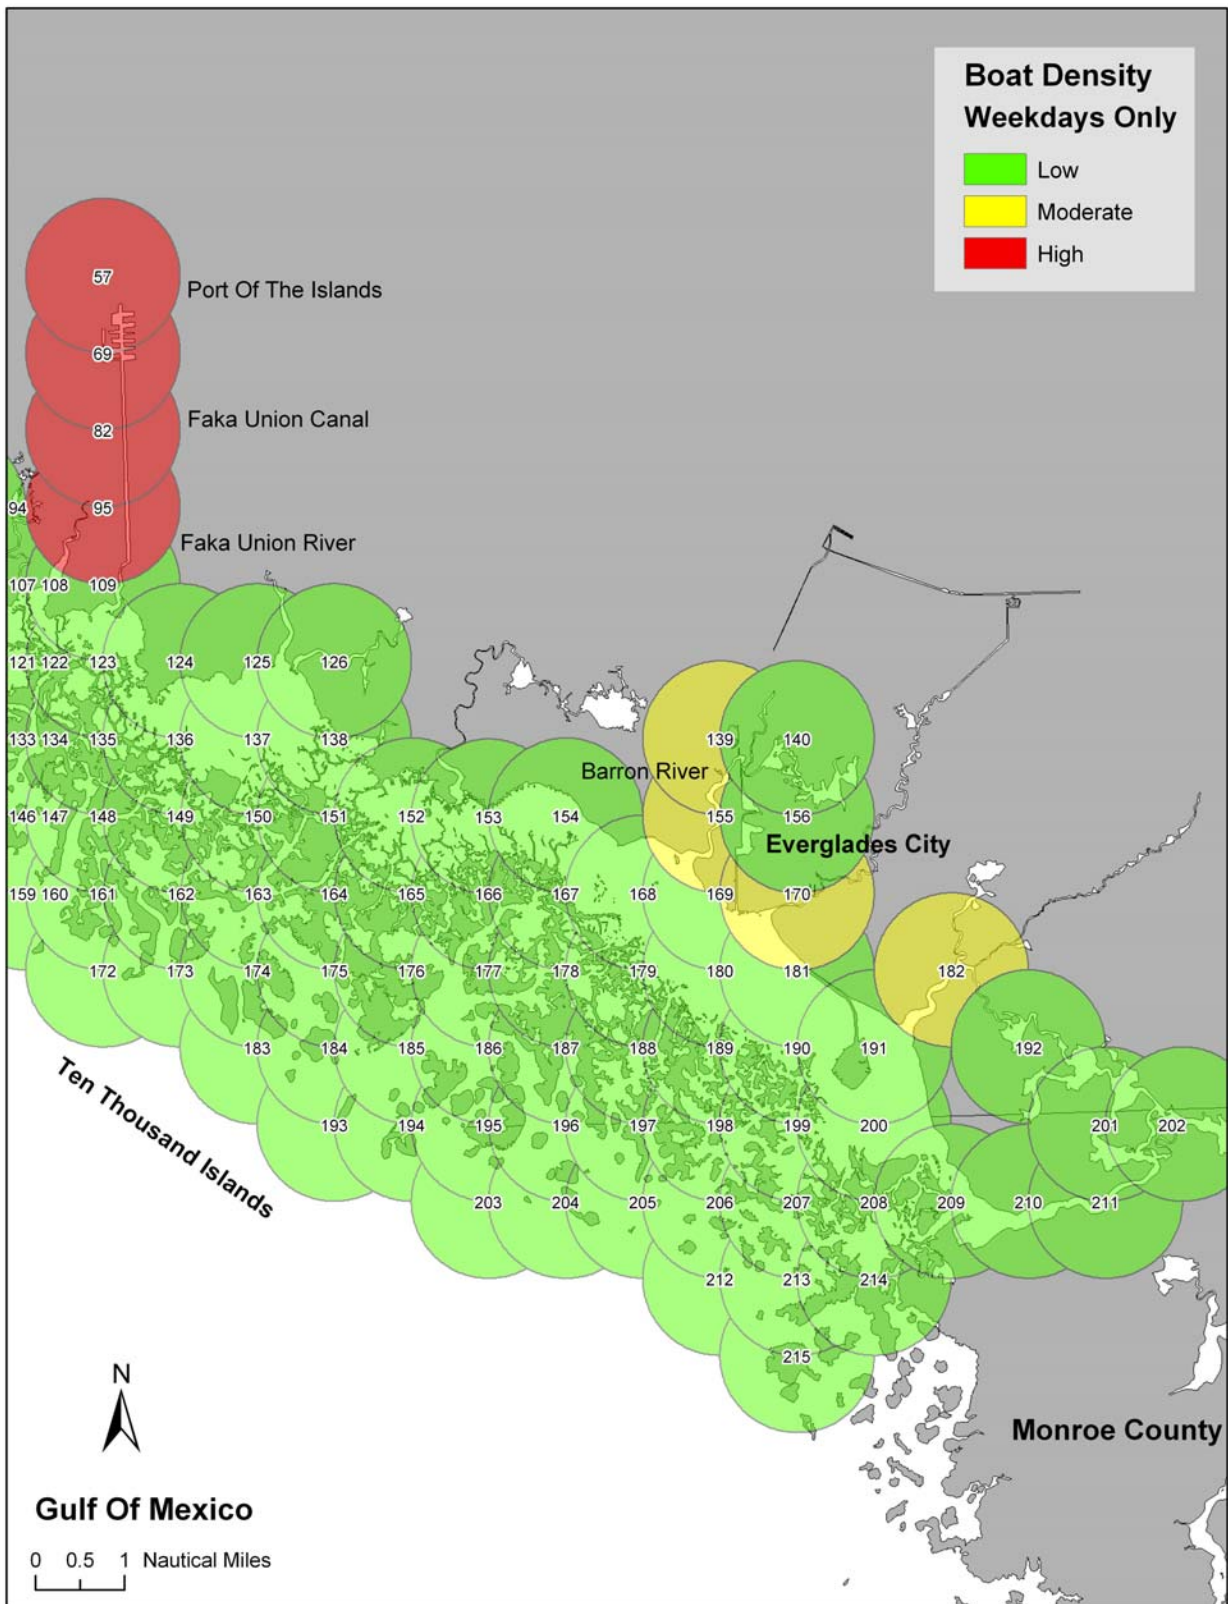 Boat Density
Weekdays Only
Low
Moderate
High
57
Port Of The Islands
69
Faka Union Canal
82
94
95
Faka Union River
107 108 109
121 122 123 124 125 126
133 134 135 136 137 138 139 140
Barron River
146 147 148 149 150 151 152 153 154 155 156
Everglades City
159 160 161 162 163 164 165 166 167 168 169 170
172 173 174 175 176 177 178 179 180 181 182
183 184 185 186 187 188 189 190 191 192
Ten Thousand Islands
193 194 195 196 197 198 199 200 201 202
203 204 205 206 207 208 209 210 211
212 213 214
215
N
Monroe County
Gulf Of Mexico
0 0.5 1 Nautical Miles